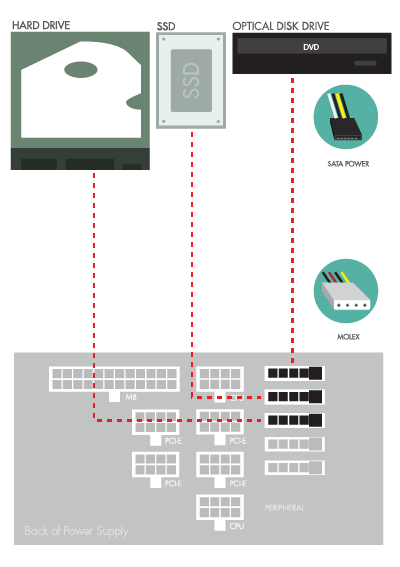 HARD DRIVE
SSD
OPTICAL DISK DRIVE
DVD
SSD
SATA POWER
MOLEX
MB
PCI-E
PCI-E
PCI-E
PCI-E
CPU
PERIPHERAL
Back of Power Supply